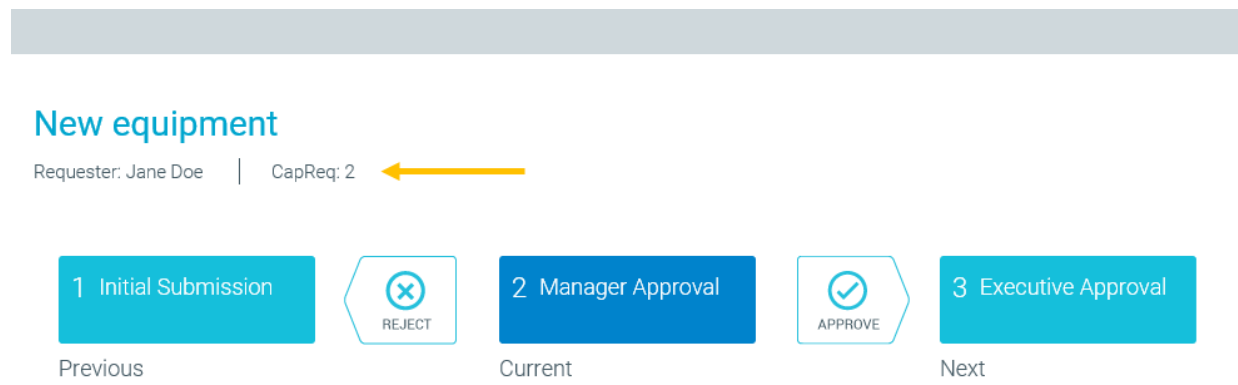 New equipment
Requester: Jane Doe
CapReq: 2
1 Initial Submission
REJECT
2 Manager Approval
APPROVE
3 Executive Approval
Previous
Current
Next